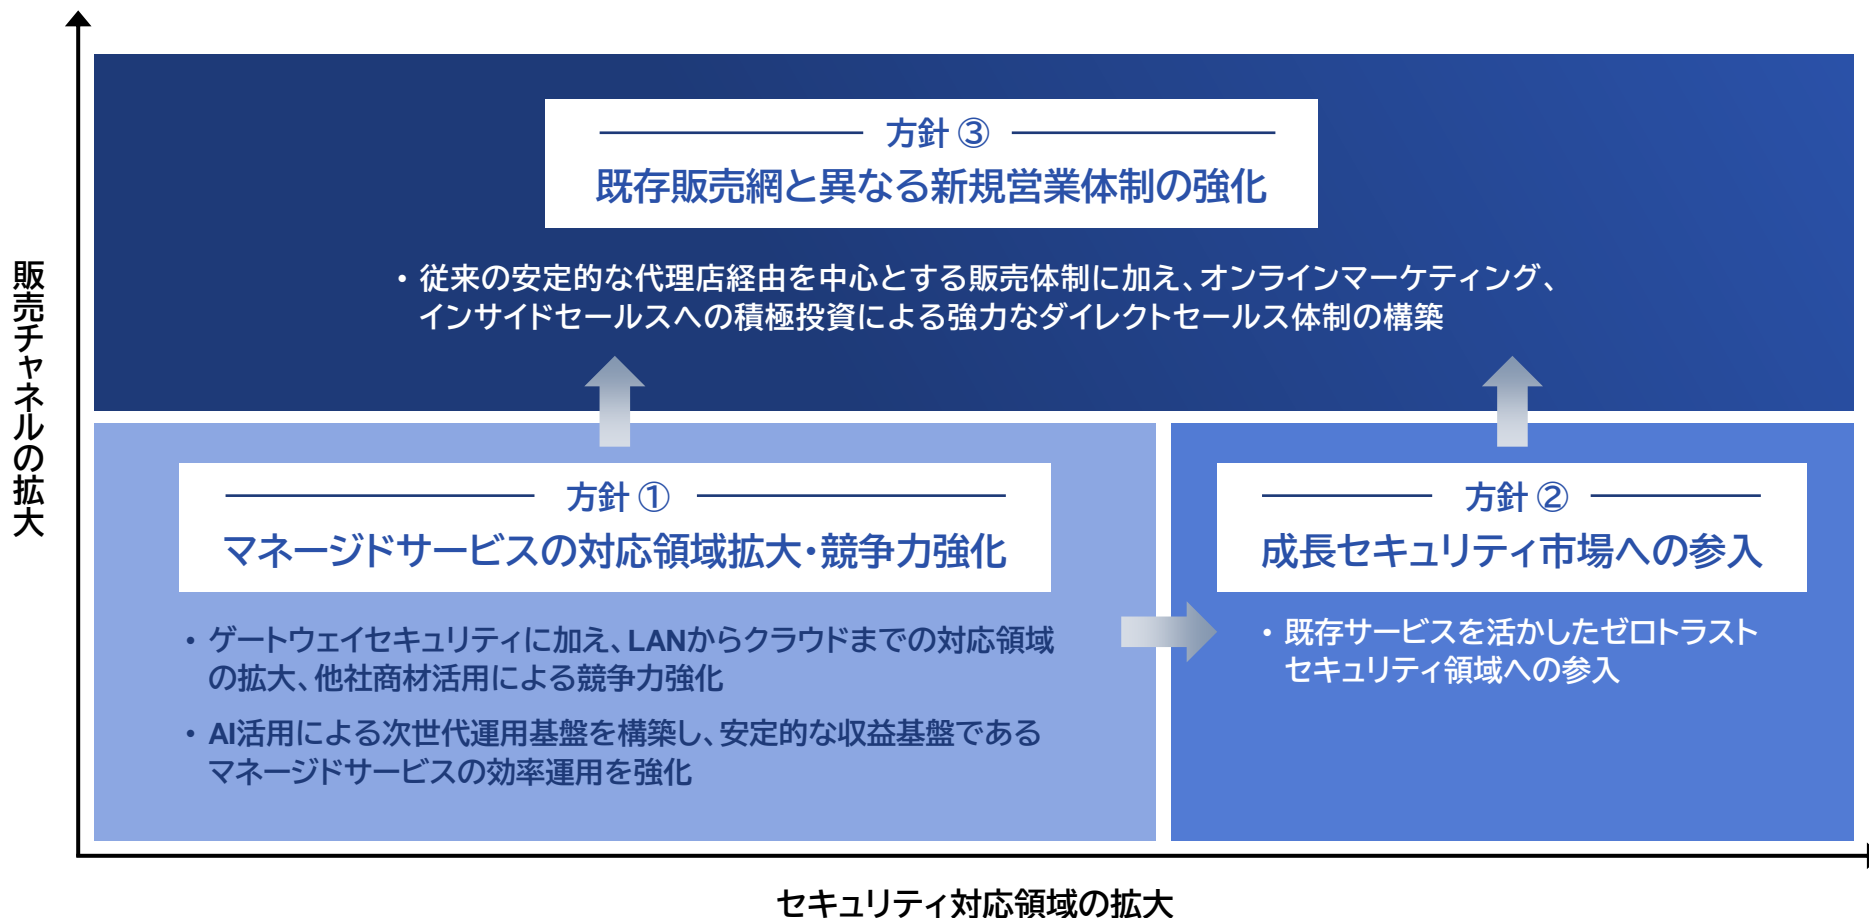 販売チャネルの拡大
方針 ③
既存販売網と異なる新規営業体制の強化
・従来の安定的な代理店経由を中心とする販売体制に加え、オンラインマーケティング、
インサイドセールスへの積極投資による強力なダイレクトセールス体制の構築
方針 ①
マネージドサービスの対応領域拡大・競争力強化
・ゲートウェイセキュリティに加え、LANからクラウドまでの対応領域
の拡大、他社商材活用による競争力強化
・AI活用による次世代運用基盤を構築し、安定的な収益基盤である
マネージドサービスの効率運用を強化
方針 ②
成長セキュリティ市場への参入
・既存サービスを活かしたゼロトラスト
セキュリティ領域への参入
セキュリティ対応領域の拡大